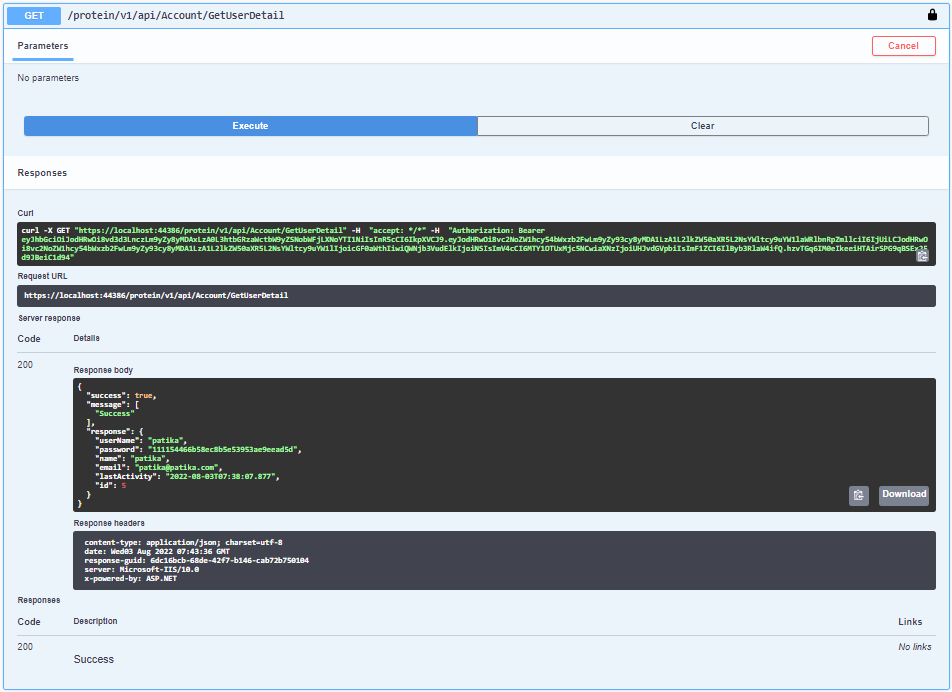 GET /protein/v1/api/Account/GetUserDetail
Parameters
Cancel
No parameters
Execute
Clear
Responses
Curl
curl -X GET "https://localhost:44386/protein/v1/api/Account/GetUserDetail" -H "accept: */*" -H "Authorization: Bearer
Request URL
https://localhost:44386/protein/v1/api/Account/GetUserDetail
Server response
Code Details
200
Response body
{
"success": true,
"message": [
"Success"
],
"response": {
"userName": "patika",
"password": "111154466b58ec8b5e53953ae9eead5d",
"name": "patika",
"email": "patika@patika.com",
"lastActivity": "2022-08-03T07:38:07.877",
"id": 5
}
}
Download
Response headers
content-type: application/json; charset=utf-8
date: Wed03 Aug 2022 07:43:36 GMT
response-guid: 6dc16bcb-68de-42f7-b146-cab72b750104
server: Microsoft-IIS/10.0
x-powered-by: ASP.NET
Responses
Code Description Links
200 No links
Success